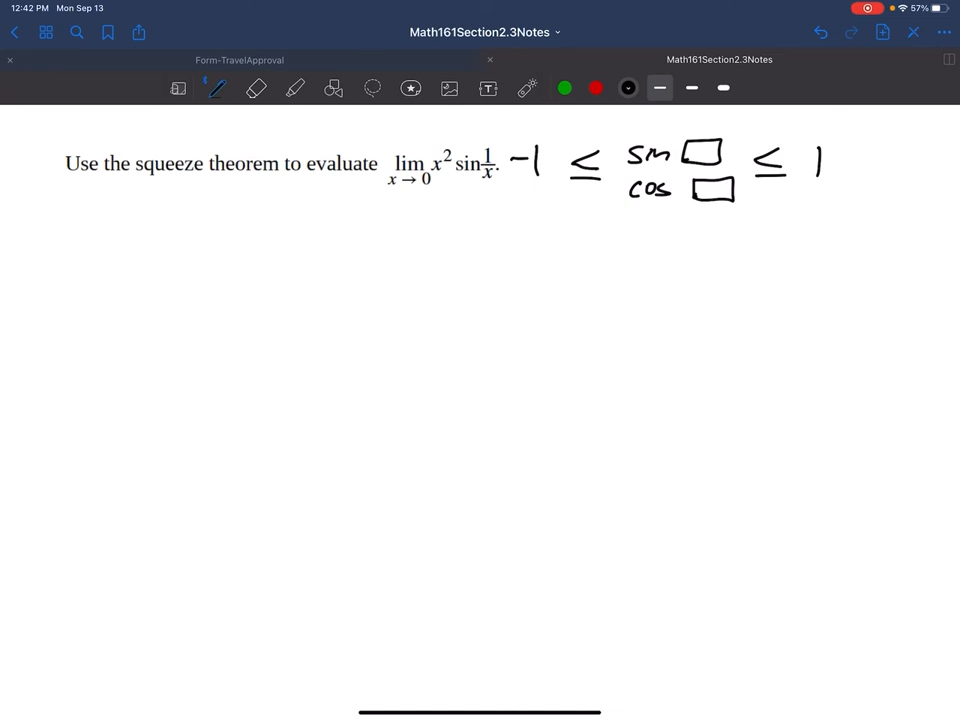 12:42 PM Mon Sep 13 57%
Math161Section2.3Notes
Form-TravelApproval Math161Section2.3Notes
T
Use the squeeze theorem to evaluate lim x→0 x² sin 1/x. -1 ≤ sin □ ≤ 1
cos □